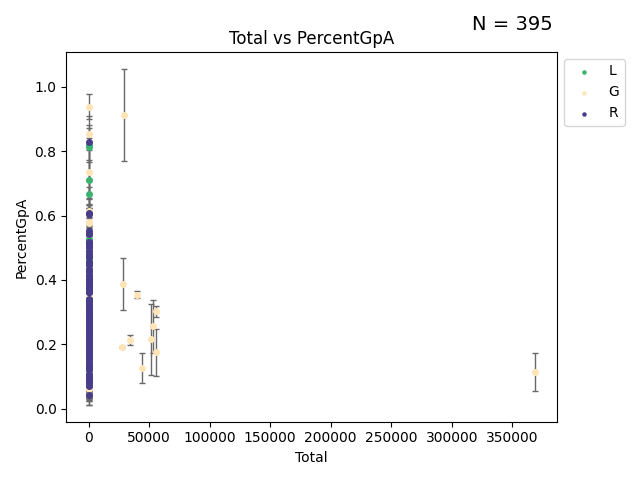 N = 395
Total vs PercentGpA
L
G
R
PercentGpA
1.0
0.8
0.6
0.4
0.2
0.0
0 50000 100000 150000 200000 250000 300000 350000
Total